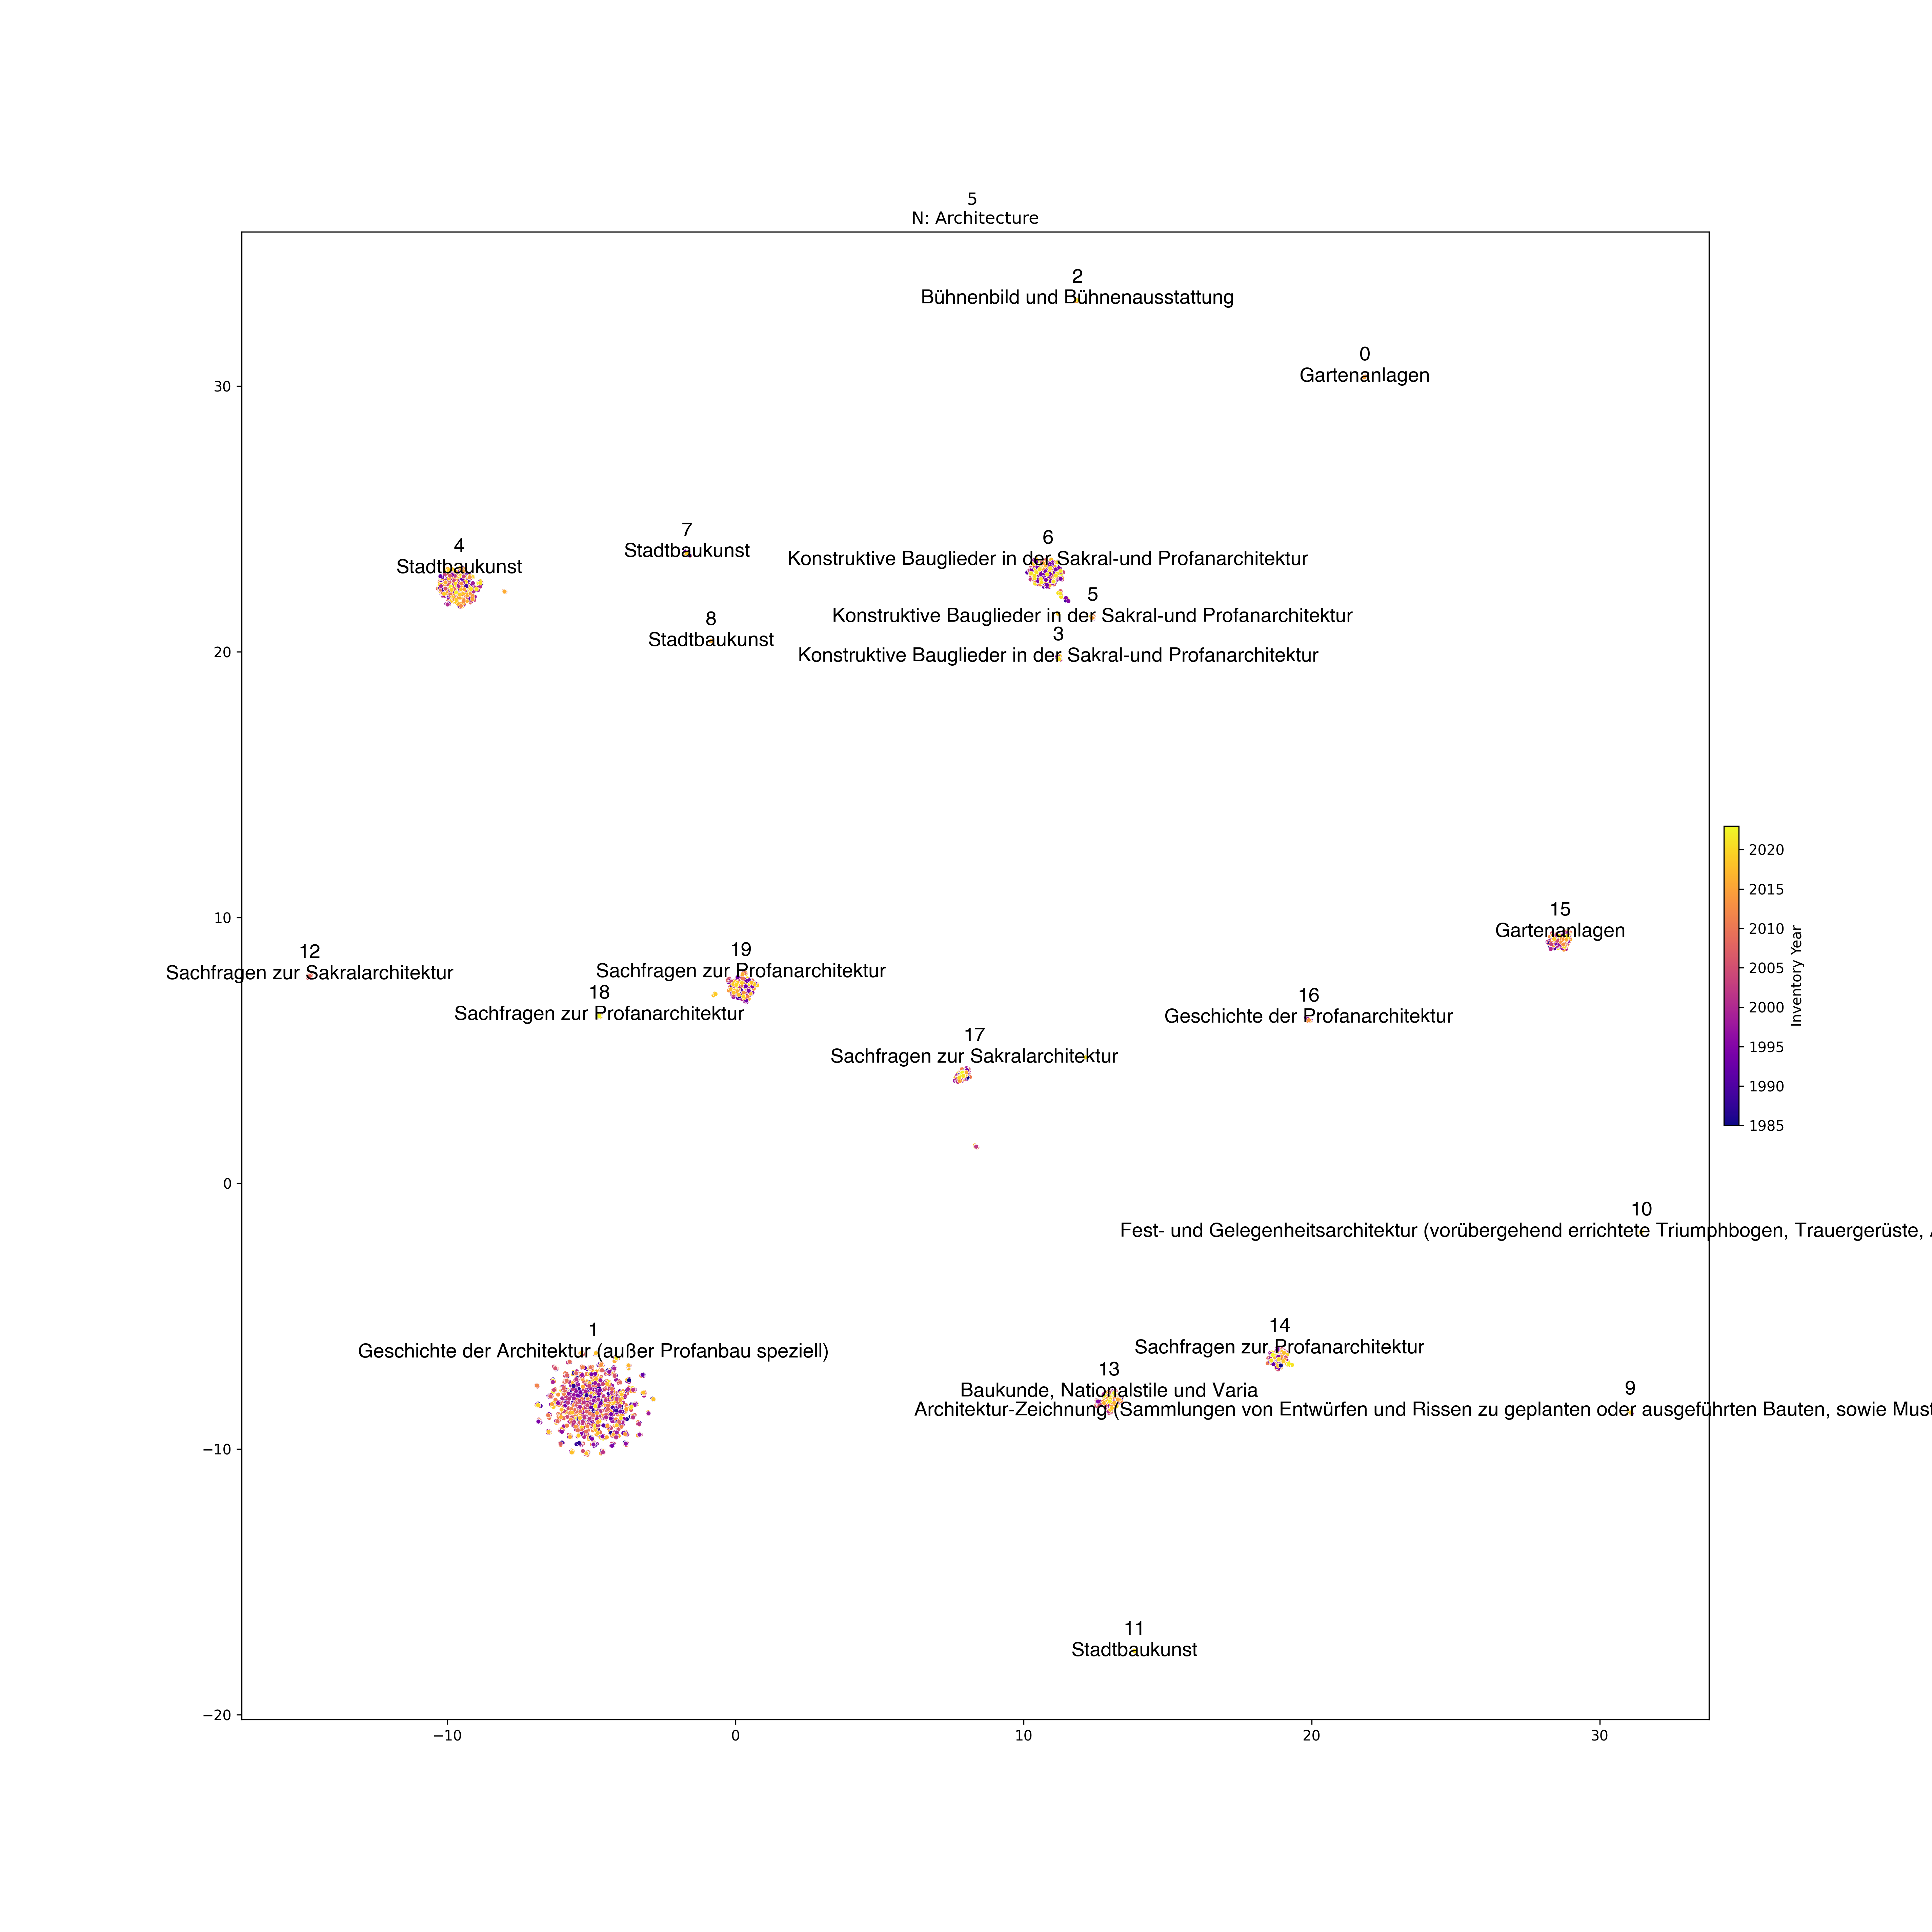 5
N: Architecture
2
Bühnenbild und Bühnenausstattung
0
Gartenanlagen
30
7
Stadtbaukunst
4
Stadtbaukunst
6
Konstruktive Bauglieder in der Sakral-und Profanarchitektur
5
Konstruktive Bauglieder in der Sakral-und Profanarchitektur
8
Stadtbaukunst
3
Konstruktive Bauglieder in der Sakral-und Profanarchitektur
20
2020
2015
2010
2005
2000
1995
1990
1985
Inventory Year
15
Gartenanlagen
10
12
Sachfragen zur Sakralarchitektur
19
Sachfragen zur Profanarchitektur
18
Sachfragen zur Profanarchitektur
16
Geschichte der Profanarchitektur
17
Sachfragen zur Sakralarchitektur
0
10
Fest- und Gelegenheitsarchitektur (vorübergehend errichtete Triumphbogen, Trauergerüste,
1
Geschichte der Architektur (außer Profanbau speziell)
14
Sachfragen zur Profanarchitektur
13
Baukunde, Nationalstile und Varia
9
Architektur-Zeichnung (Sammlungen von Entwürfen und Rissen zu geplanten oder ausgeführten Bauten, sowie
−10
11
Stadtbaukunst
−20
−10
0
10
20
30